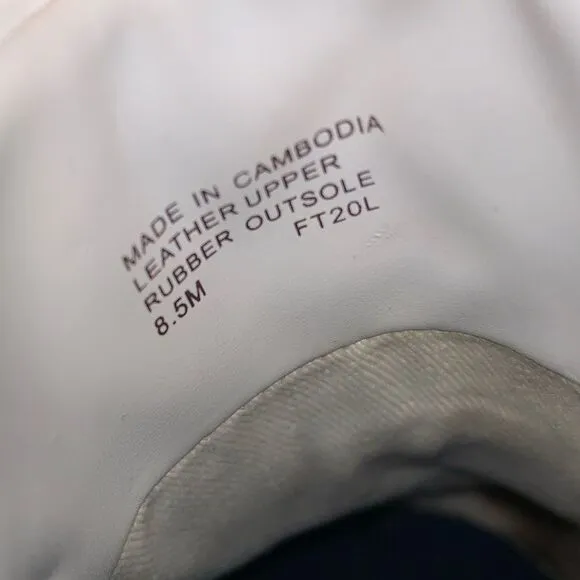 MADE IN CAMBODIA
LEATHER UPPER
RUBBER OUTSOLE
8.5M FT20L